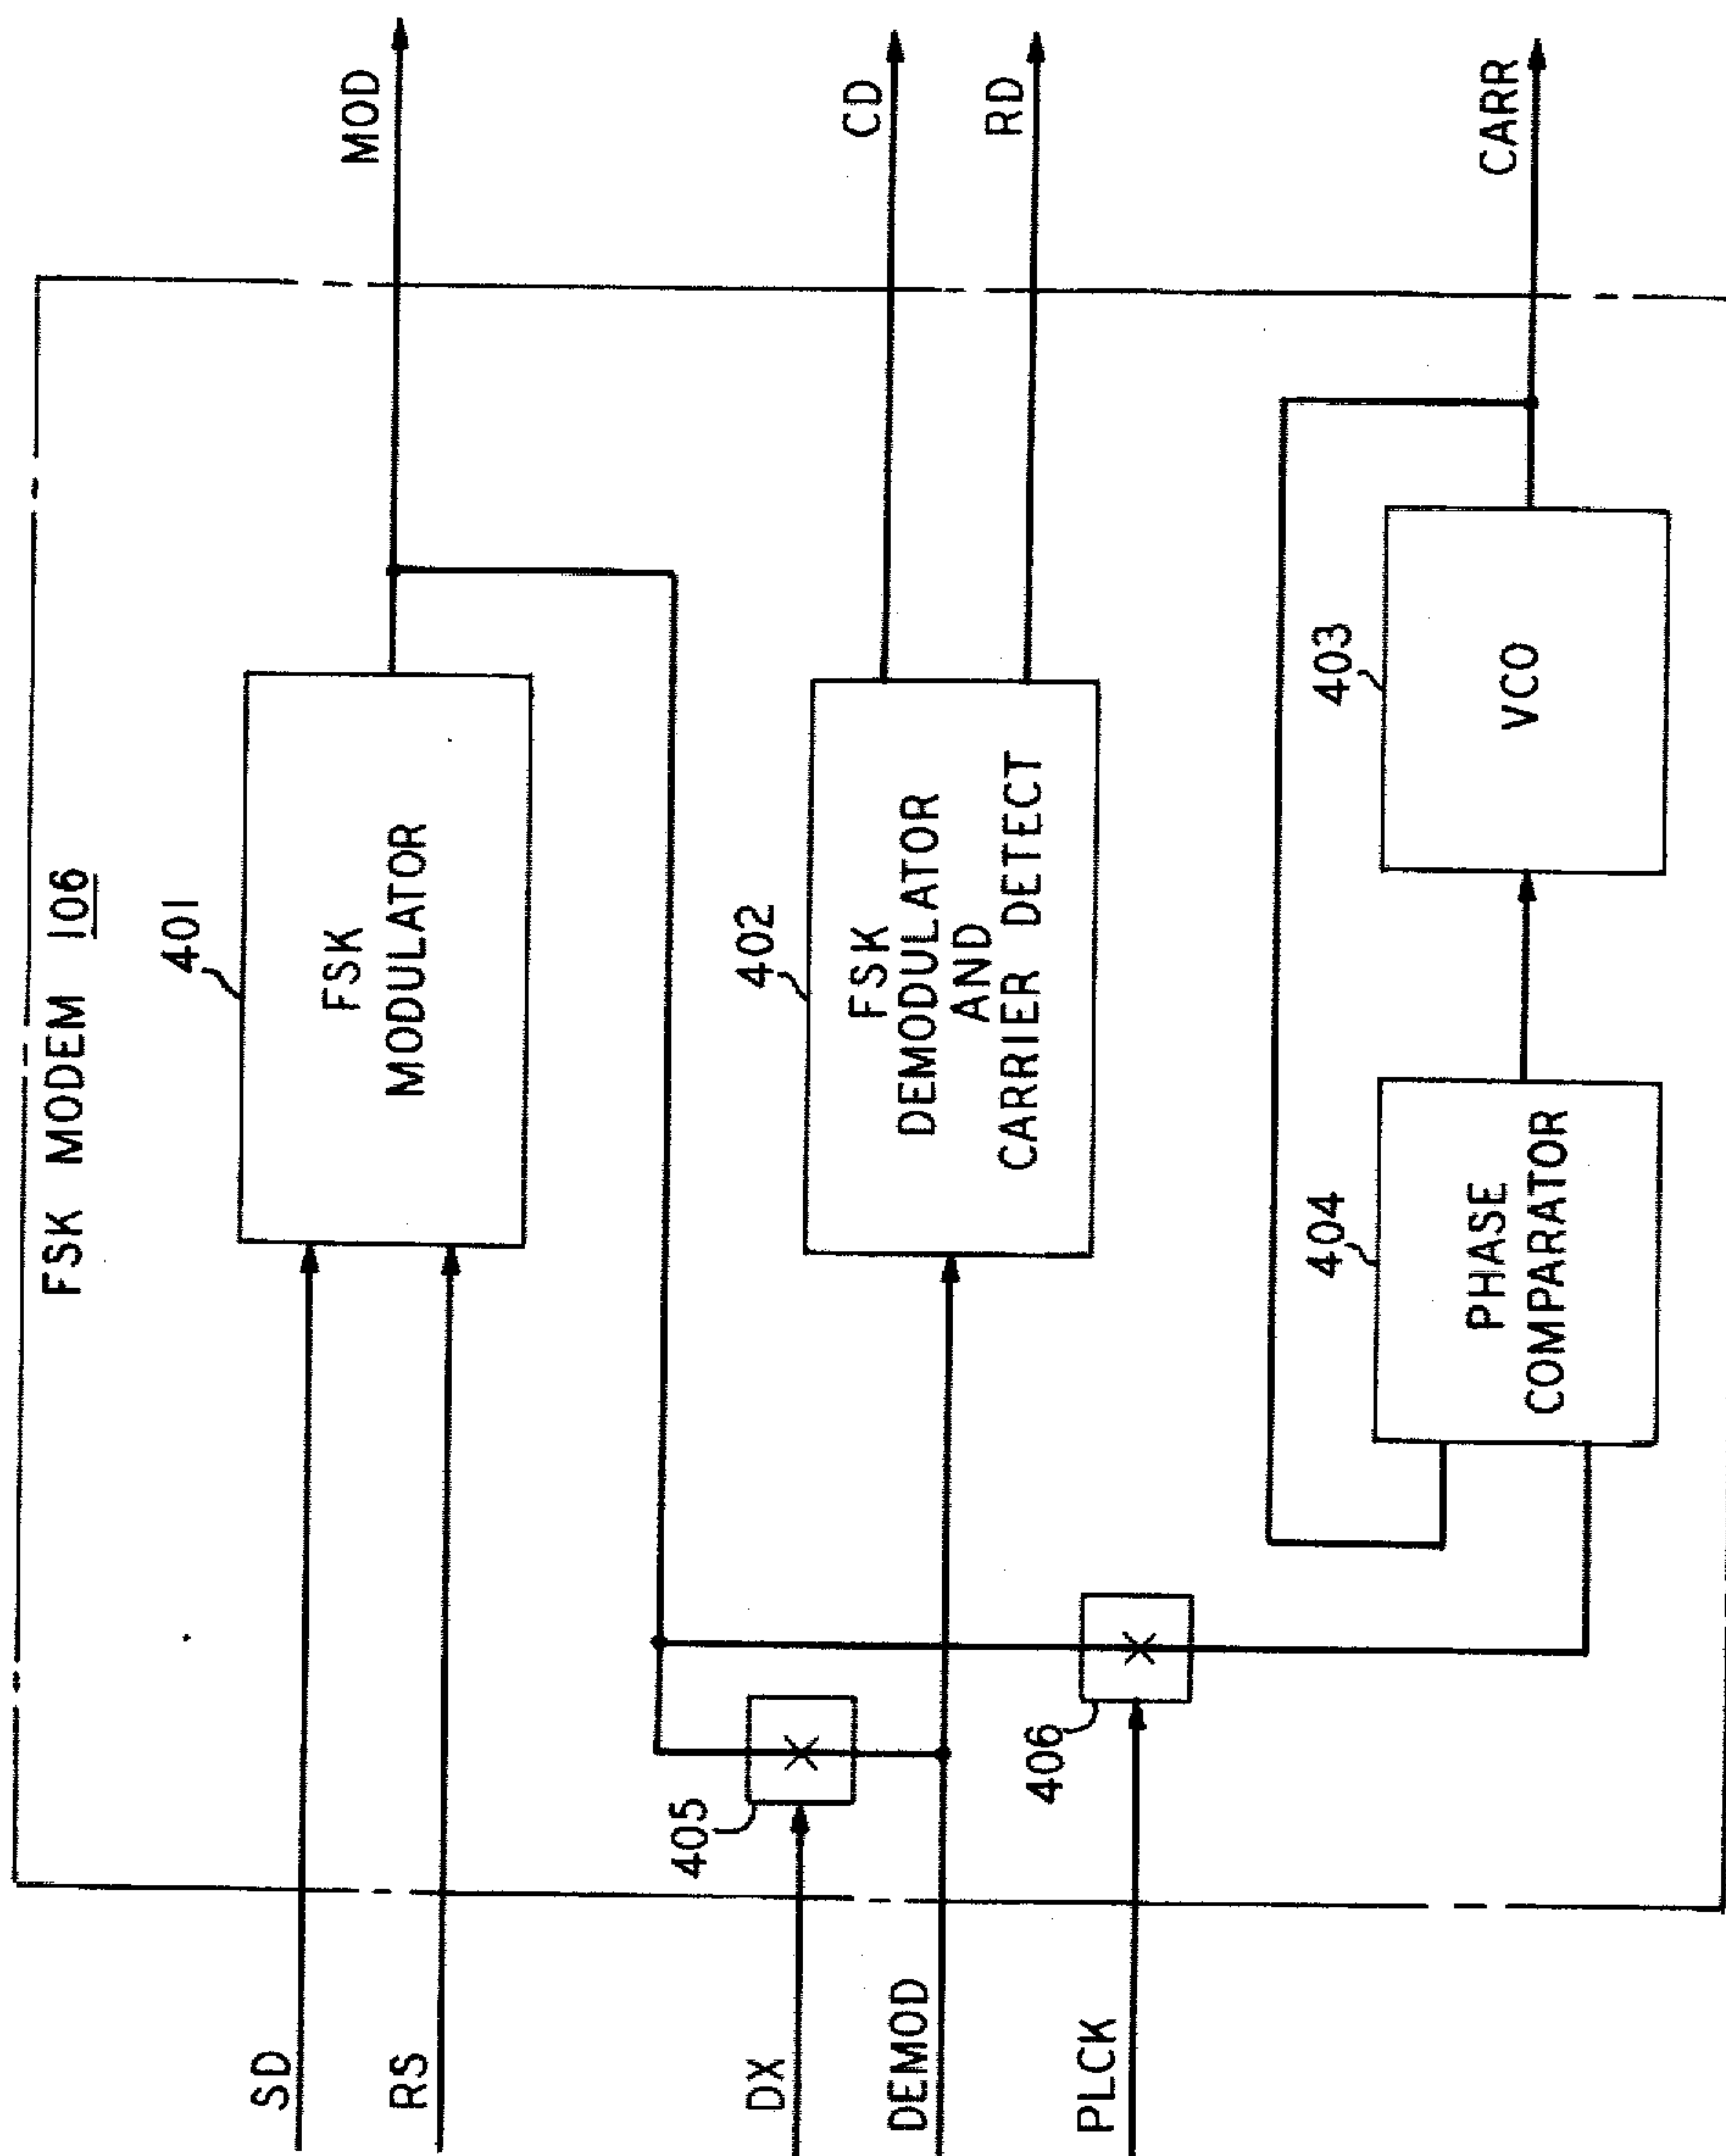 FSK MODEM 106
SD
RS
401
FSK
MODULATOR
MOD
DX
405
DEMOD
402
FSK
DEMODULATOR
AND
CARRIER DETECT
CD
RD
PLCK
406
404
PHASE
COMPARATOR
403
VCO
CARR